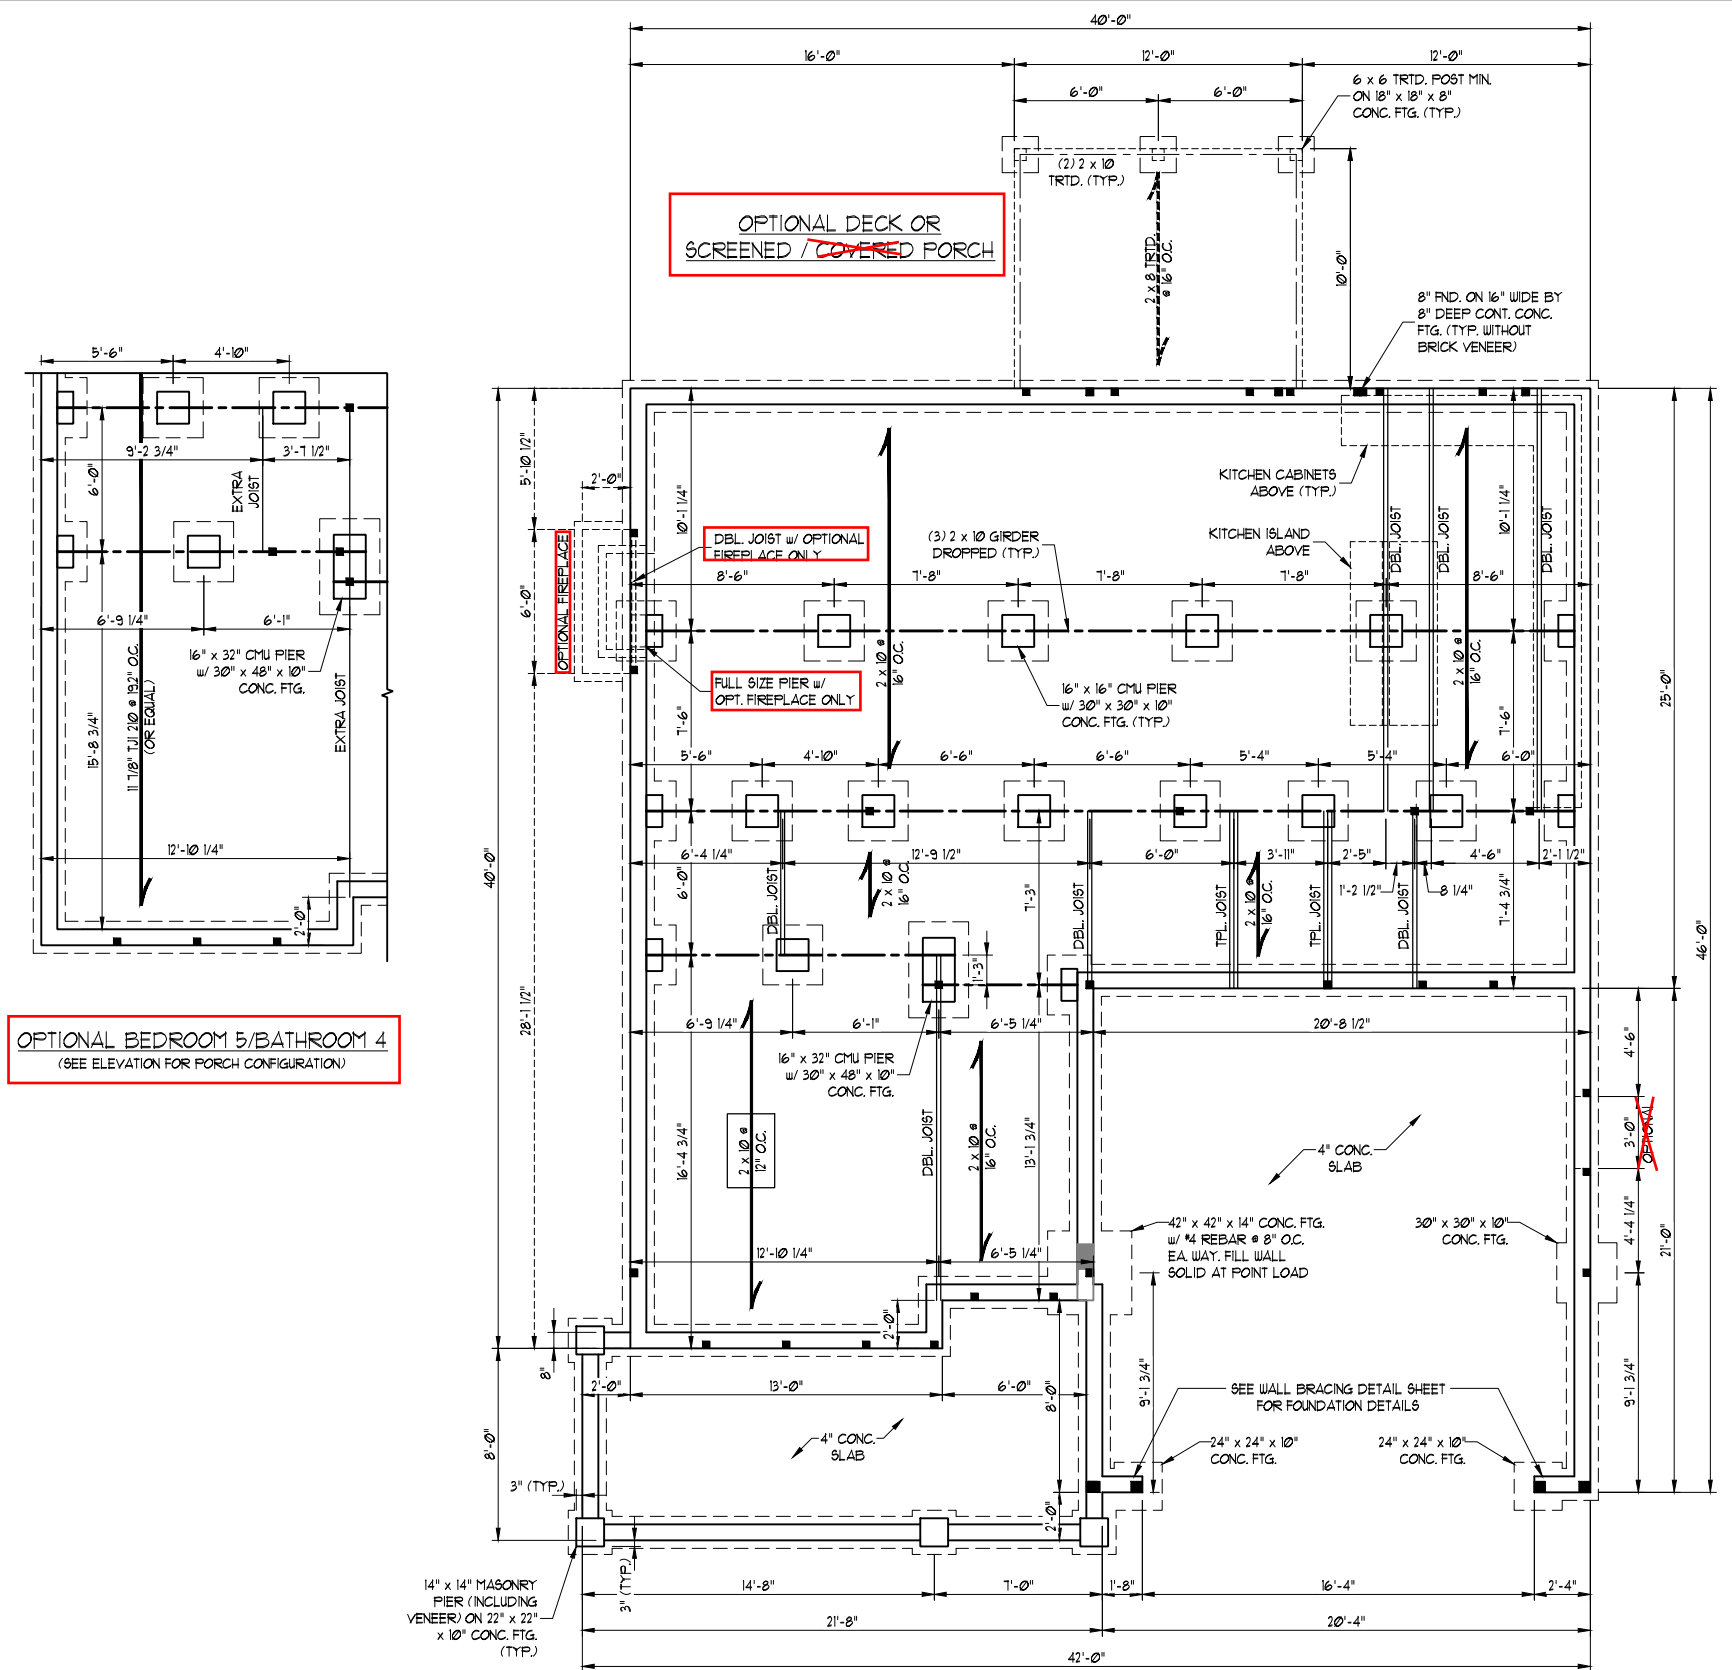 40'-0"
16'-0"
12'-0"
12'-0"
6'-0"
6'-0"
6 x 6 TRTD. POST MIN.
ON 18" x 18" x 8"
CONC. FTG. (TYP.)
(2) 2 x 10
TRTD. (TYP.)
OPTIONAL DECK OR
SCREENED / COVERED PORCH
2 x 8 TRTD.
@ 16" O.C.
10'-0"
8" FND. ON 16" WIDE BY
8" DEEP CONT. CONC.
FTG. (TYP. WITHOUT
BRICK VENEER)
5'-6"
4'-10"
9'-2 3/4"
3'-7 1/2"
6'-0"
EXTRA
JOIST
6'-9 1/4"
6'-1"
16" x 32" CMU PIER
w/ 30" x 48" x 10"
CONC. FTG.
11 7/8" TJI 210 @ 19.2" O.C.
(OR EQUAL)
EXTRA JOIST
15'-8 3/4"
12'-10 1/4"
2'-0"
OPTIONAL BEDROOM 5/BATHROOM 4
(SEE ELEVATION FOR PORCH CONFIGURATION)
5'-10 1/2"
2'-0"
10'-1 1/4"
KITCHEN CABINETS
ABOVE (TYP.)
10'-1 1/4"
DBL. JOIST
DBL. JOIST
DBL. JOIST
OPTIONAL FIREPLACE
6'-0"
DBL. JOIST w/ OPTIONAL
FIREPLACE ONLY
(3) 2 x 10 GIRDER
DROPPED (TYP.)
KITCHEN ISLAND
ABOVE
8'-6"
7'-8"
7'-8"
7'-8"
8'-6"
2 x 10 @
16" O.C.
2 x 10 @
16" O.C.
FULL SIZE PIER w/
OPT. FIREPLACE ONLY
16" x 16" CMU PIER
w/ 30" x 30" x 10"
CONC. FTG. (TYP.)
7'-6"
7'-6"
25'-0"
5'-6"
4'-10"
6'-6"
6'-6"
5'-4"
5'-4"
6'-0"
40'-0"
6'-4 1/4"
12'-9 1/2"
6'-0"
3'-11"
2'-5"
4'-6"
2'-1 1/2"
1'-2 1/2"
8 1/4"
6'-0"
DBL. JOIST
2 x 10 @
16" O.C.
7'-3"
DBL. JOIST
TPL. JOIST
2 x 10 @
16" O.C.
TPL. JOIST
DBL. JOIST
7'-4 3/4"
46'-0"
1'-3"
28'-1 1/2"
6'-9 1/4"
6'-1"
6'-5 1/4"
20'-8 1/2"
16" x 32" CMU PIER
w/ 30" x 48" x 10"
CONC. FTG.
4'-6"
16'-4 3/4"
2 x 10 @
12" O.C.
DBL. JOIST
2 x 10 @
16" O.C.
13'-1 3/4"
4" CONC.
SLAB
3'-0"
OPTIONAL
42" x 42" x 14" CONC. FTG.
w/ #4 REBAR @ 8" O.C.
EA. WAY. FILL WALL
SOLID AT POINT LOAD
30" x 30" x 10"
CONC. FTG.
4'-4 1/4"
21'-0"
12'-10 1/4"
6'-5 1/4"
2'-0"
8"
2'-0"
13'-0"
6'-0"
8'-0"
9'-1 3/4"
SEE WALL BRACING DETAIL SHEET
FOR FOUNDATION DETAILS
9'-1 3/4"
8'-0"
4" CONC.
SLAB
24" x 24" x 10"
CONC. FTG.
24" x 24" x 10"
CONC. FTG.
3" (TYP.)
2'-0"
3" (TYP.)
14" x 14" MASONRY
PIER (INCLUDING
VENEER) ON 22" x 22"
x 10" CONC. FTG.
(TYP.)
14'-8"
7'-0"
1'-8"
16'-4"
2'-4"
21'-8"
20'-4"
42'-0"